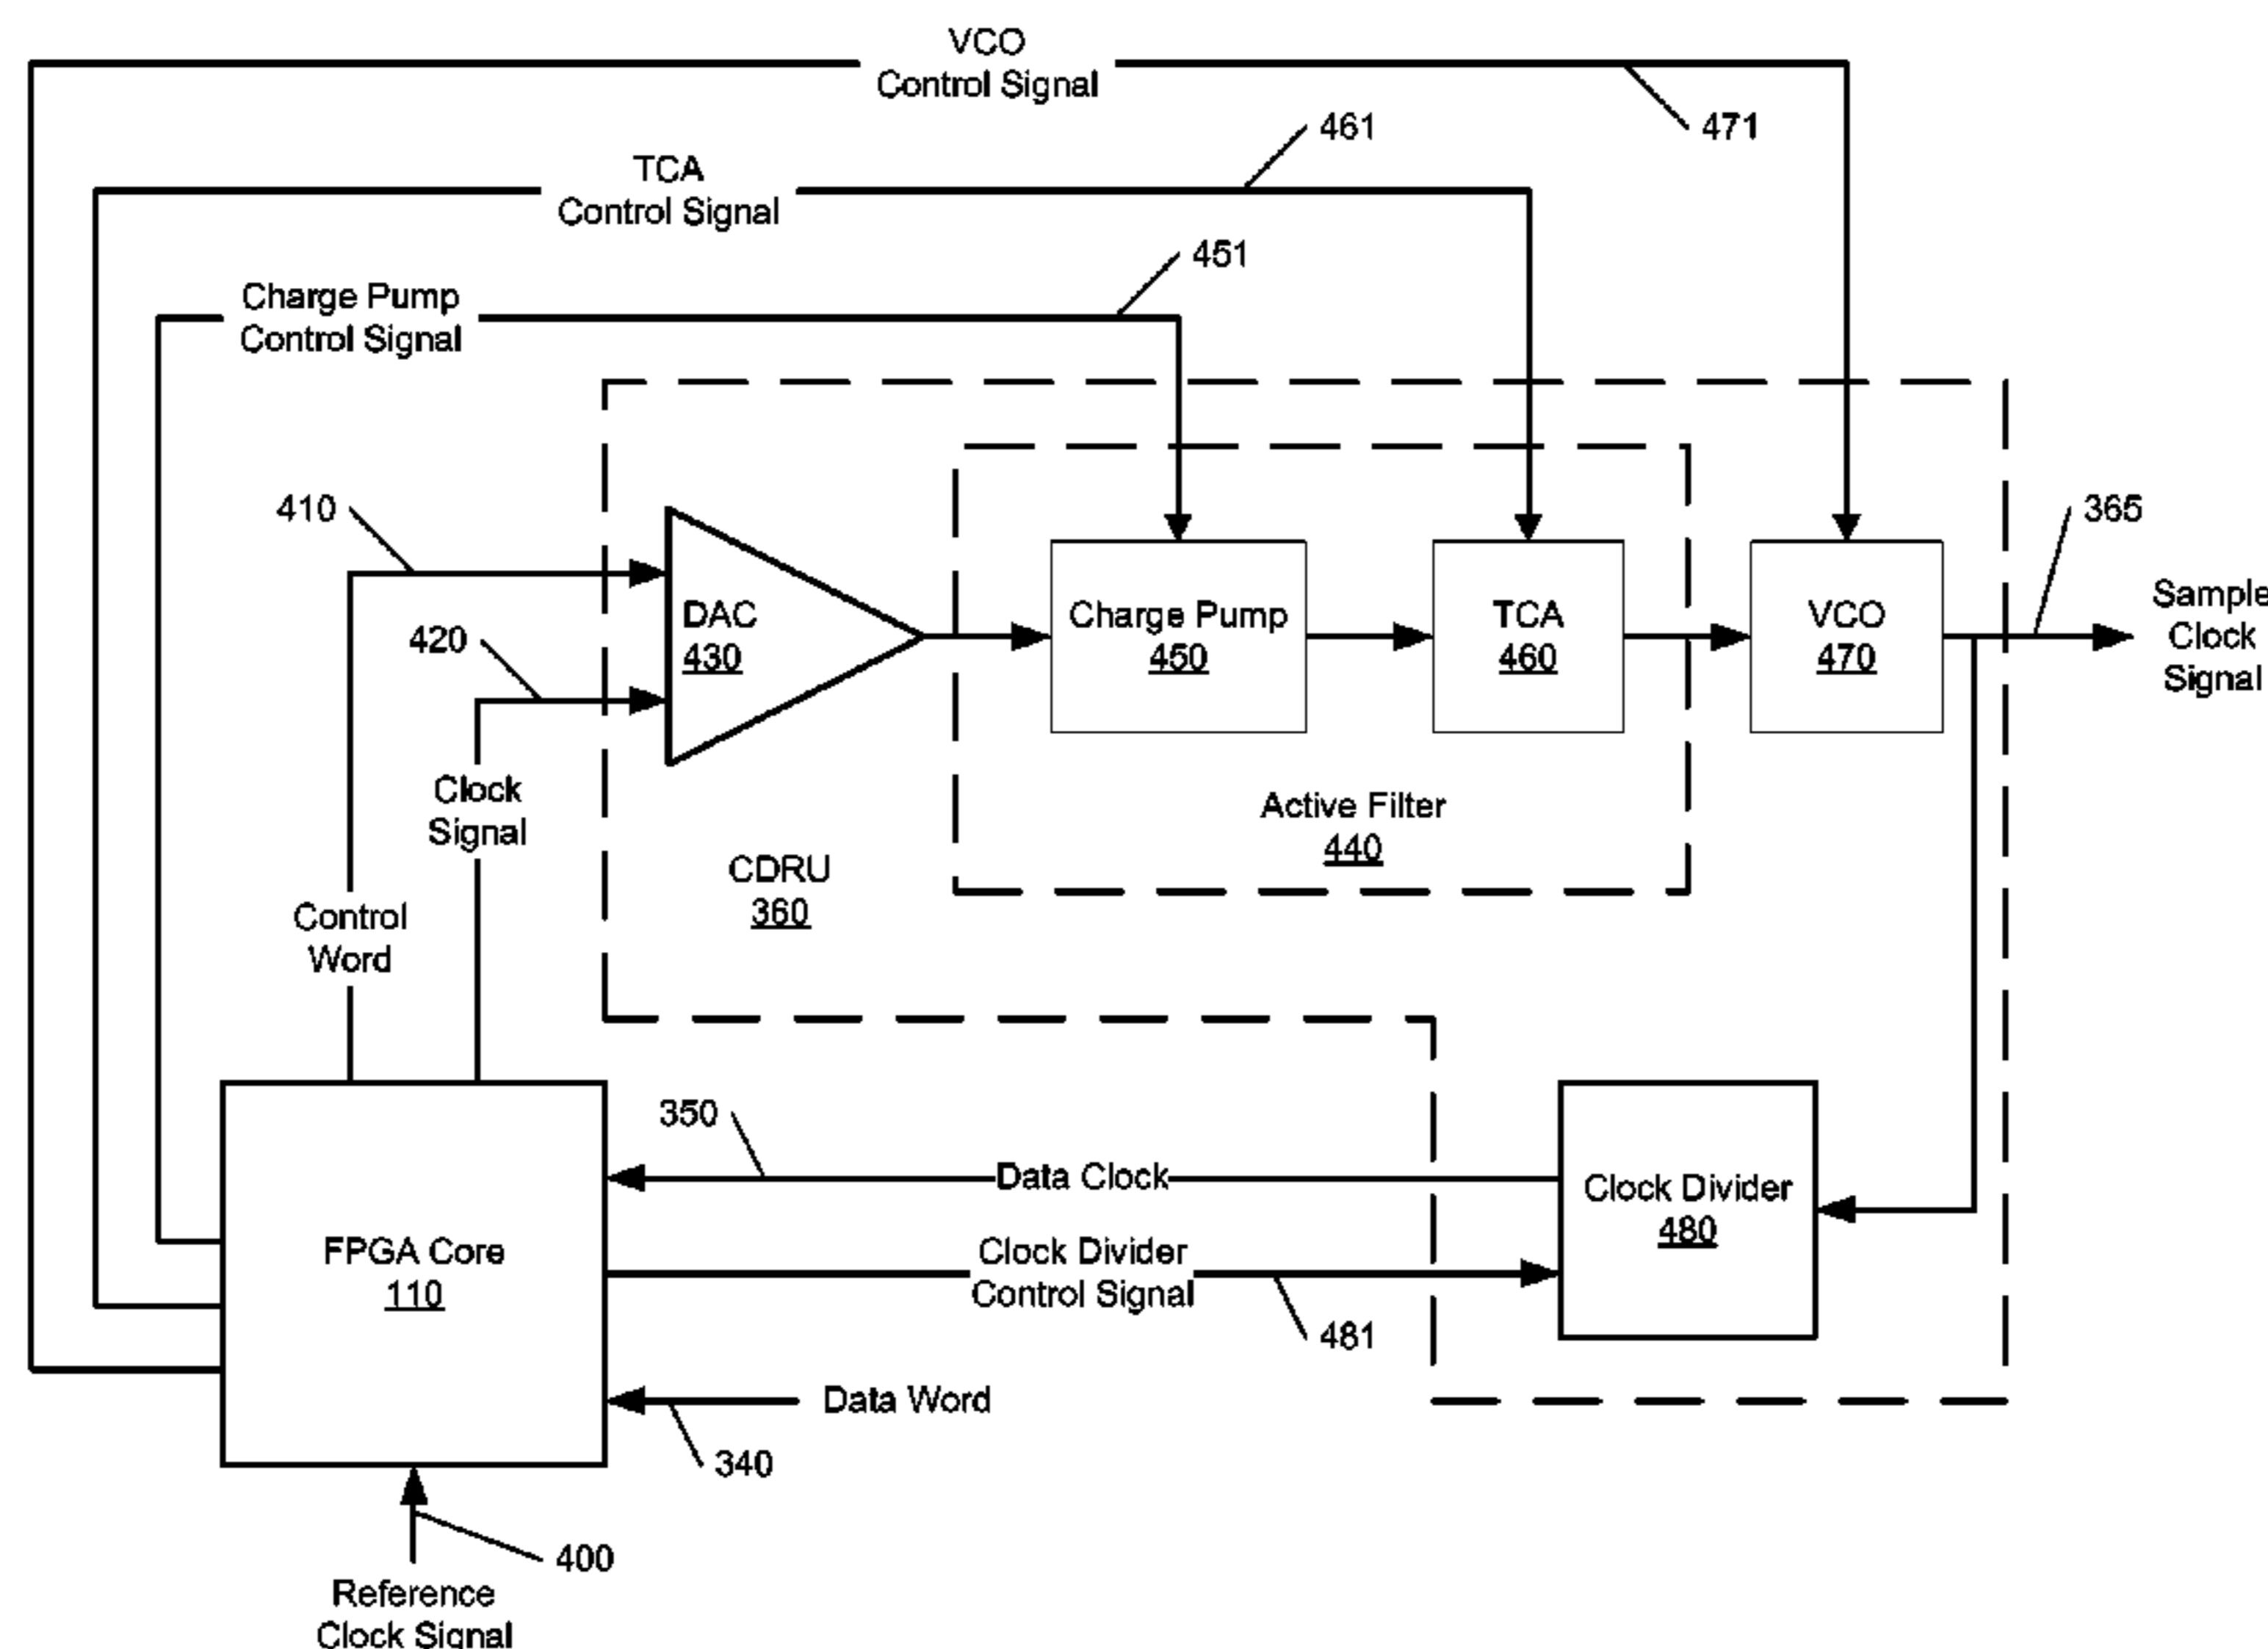 VCO
Control Signal
471
461
TCA
Control Signal
451
Charge Pump
Control Signal
410
365
420
DAC
430
Charge Pump
450
TCA
460
VCO
470
Sample
Clock
Signal
Clock
Signal
Active Filter
440
CDRU
360
Control
Word
350
Data Clock
Clock Divider
480
FPGA Core
110
Clock Divider
Control Signal
481
Data Word
340
400
Reference
Clock Signal